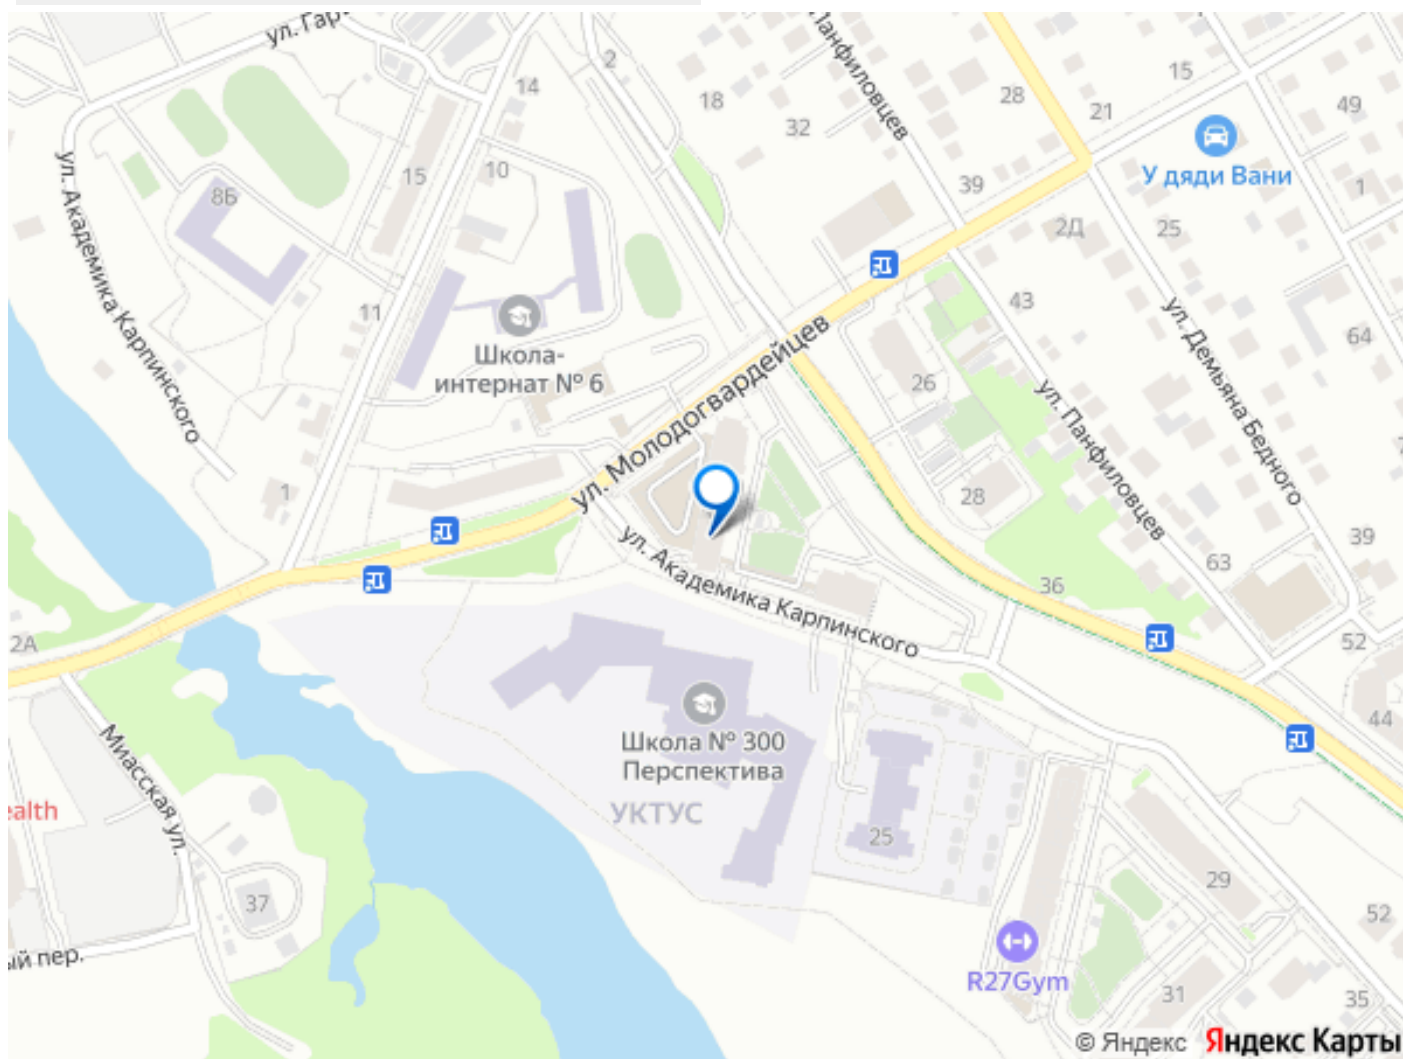 ул. Гар
2
14
18
32
Панфиловцев
28
15
21
49
У дяди Вани
1
ул. Академика Карпинского
8Б
15
10
39
2Д
25
11
Школа-
интернат № 6
43
ул. Демьяна Бедного
64
ул. Молодогвардейцев
26
ул. Панфиловцев
1
28
ул. Академика Карпинского
36
63
39
2А
52
Школа № 300
Перспектива
УКТУС
44
Миасская ул.
ealth
25
37
29
52
ый пер.
R27Gym
31
35
© Яндекс Яндекс Карты